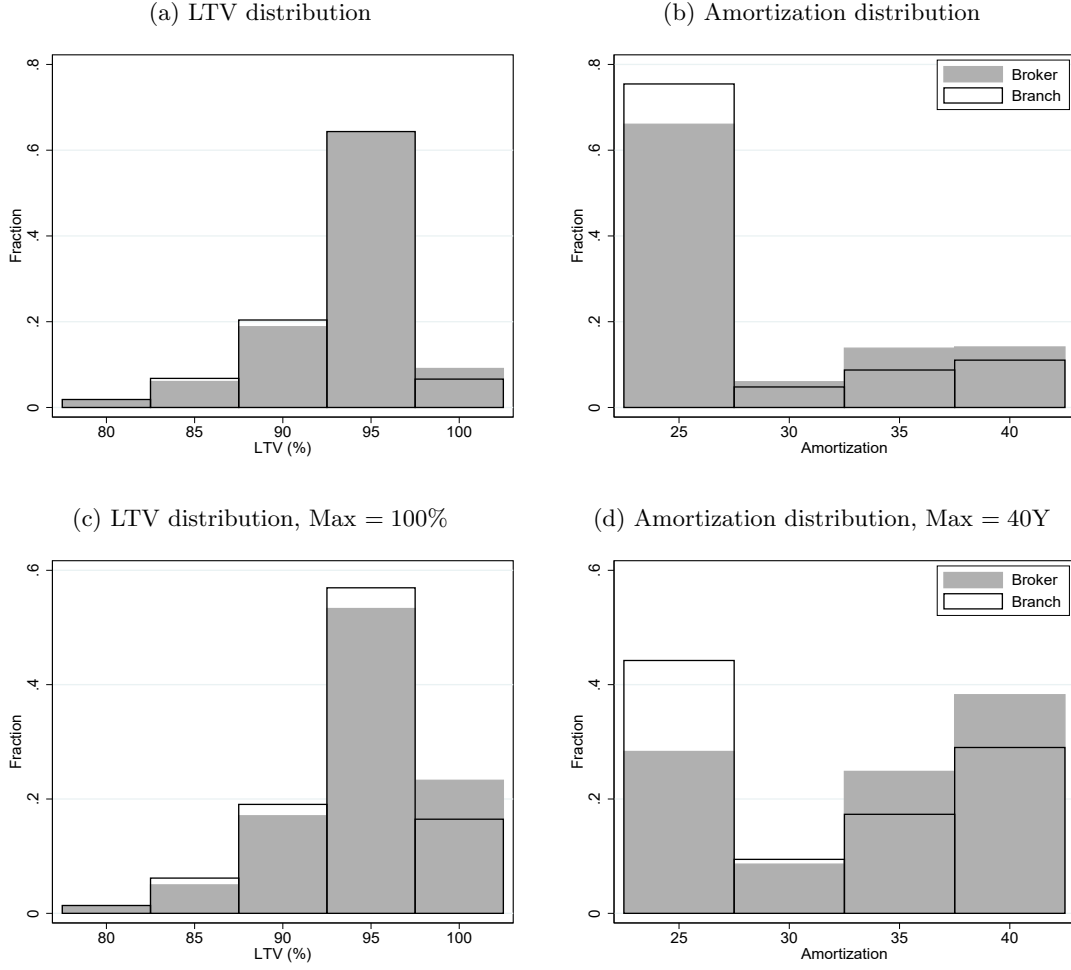 (a) LTV distribution
(b) Amortization distribution
Fraction
0 .2 .4 .6 .8
80 85 90 95 100
LTV (%)
Fraction
0 .2 .4 .6 .8
25 30 35 40
Amortization
Broker
Branch
(c) LTV distribution, Max = 100%
(d) Amortization distribution, Max = 40Y
Fraction
0 .2 .4 .6
80 85 90 95 100
LTV (%)
Fraction
0 .2 .4 .6
25 30 35 40
Amortization
Broker
Branch